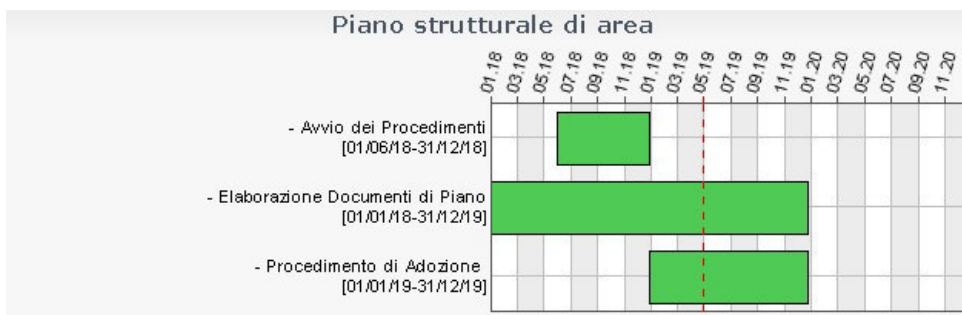 Piano strutturale di area
01.18 03.18 05.18 07.18 09.18 11.18 01.19 03.19 05.19 07.19 09.19 11.19 01.20 03.20 05.20 07.20 09.20 11.20
- Avvio dei Procedimenti
[01/06/18-31/12/18]
- Elaborazione Documenti di Piano
[01/01/18-31/12/19]
- Procedimento di Adozione
[01/01/19-31/12/19]